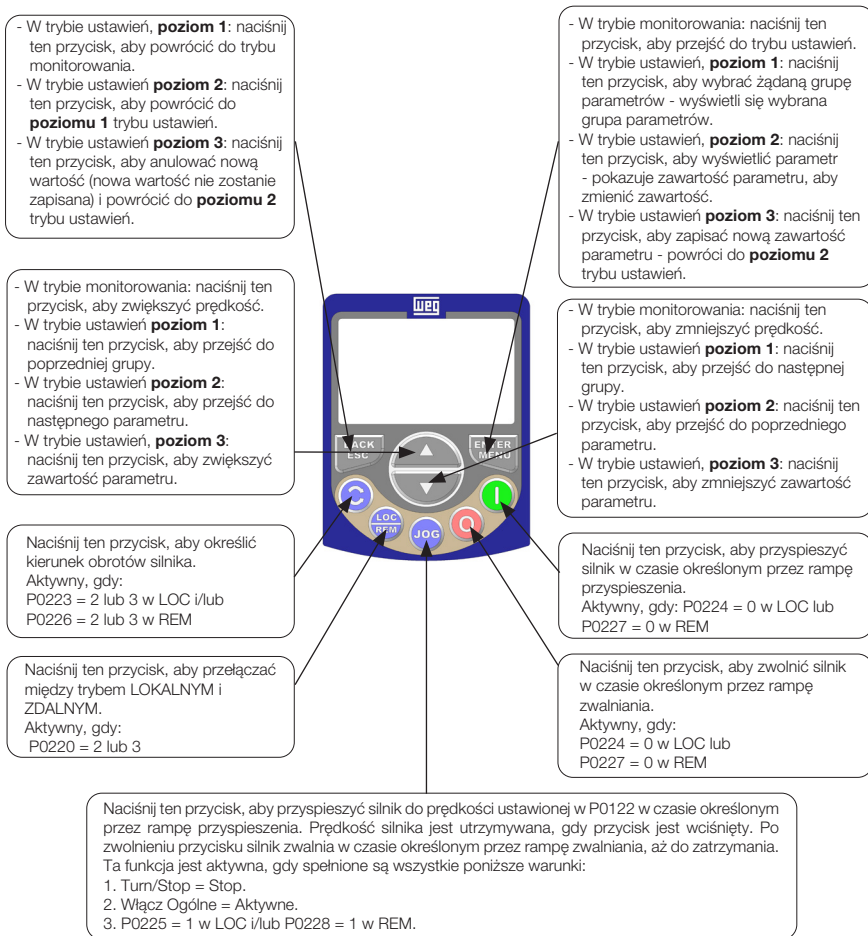 - W trybie ustawień, poziom 1: naciśnij
ten przycisk, aby powrócić do trybu
monitorowania.
- W trybie ustawień poziom 2: naciśnij
ten przycisk, aby powrócić do
poziomu 1 trybu ustawień.
- W trybie ustawień poziom 3: naciśnij
ten przycisk, aby anulować nową
wartość (nowa wartość nie zostanie
zapisana) i powrócić do poziomu 2
trybu ustawień.
- W trybie monitorowania: naciśnij ten
przycisk, aby przejść do trybu ustawień.
- W trybie ustawień, poziom 1: naciśnij
ten przycisk, aby wybrać żądaną grupę
parametrów - wyświetli się wybrana
grupa parametrów.
- W trybie ustawień, poziom 2: naciśnij
ten przycisk, aby wyświetlić parametr
- pokazuje zawartość parametru, aby
zmienić zawartość.
- W trybie ustawień poziom 3: naciśnij ten
przycisk, aby zapisać nową zawartość
parametru - powróci do poziomu 2
trybu ustawień.
- W trybie monitorowania: naciśnij ten
przycisk, aby zwiększyć prędkość.
- W trybie ustawień poziom 1:
naciśnij ten przycisk, aby przejść do
poprzedniej grupy.
- W trybie ustawień poziom 2:
naciśnij ten przycisk, aby przejść do
następnego parametru.
- W trybie ustawień, poziom 3:
naciśnij ten przycisk, aby zwiększyć
zawartość parametru.
weg
BACK
ESC
ENTER
MENU
LOC
REM
JOG
- W trybie monitorowania: naciśnij ten
przycisk, aby zmniejszyć prędkość.
- W trybie ustawień poziom 1: naciśnij
ten przycisk, aby przejść do następnej
grupy.
- W trybie ustawień poziom 2: naciśnij ten
przycisk, aby przejść do poprzedniego
parametru.
- W trybie ustawień, poziom 3: naciśnij
ten przycisk, aby zmniejszyć zawartość
parametru.
Naciśnij ten przycisk, aby określić
kierunek obrotów silnika.
Aktywny, gdy:
P0223 = 2 lub 3 w LOC i/lub
P0226 = 2 lub 3 w REM
Naciśnij ten przycisk, aby przyspieszyć
silnik w czasie określonym przez rampę
przyspieszenia.
Aktywny, gdy: P0224 = 0 w LOC lub
P0227 = 0 w REM
Naciśnij ten przycisk, aby przełączać
między trybem LOKALNYM i
ZDALNYM.
Aktywny, gdy:
P0220 = 2 lub 3
Naciśnij ten przycisk, aby zwolnić silnik
w czasie określonym przez rampę
zwalniania.
Aktywny, gdy:
P0224 = 0 w LOC lub
P0227 = 0 w REM
Naciśnij ten przycisk, aby przyspieszyć silnik do prędkości ustawionej w P0122 w czasie określonym
przez rampę przyspieszenia. Prędkość silnika jest utrzymywana, gdy przycisk jest wciśnięty. Po
zwolnieniu przycisku silnik zwalnia w czasie określonym przez rampę zwalniania, aż do zatrzymania.
Ta funkcja jest aktywna, gdy spełnione są wszystkie poniższe warunki:
1. Turn/Stop = Stop.
2. Włącz Ogólne = Aktywne.
3. P0225 = 1 w LOC i/lub P0228 = 1 w REM.